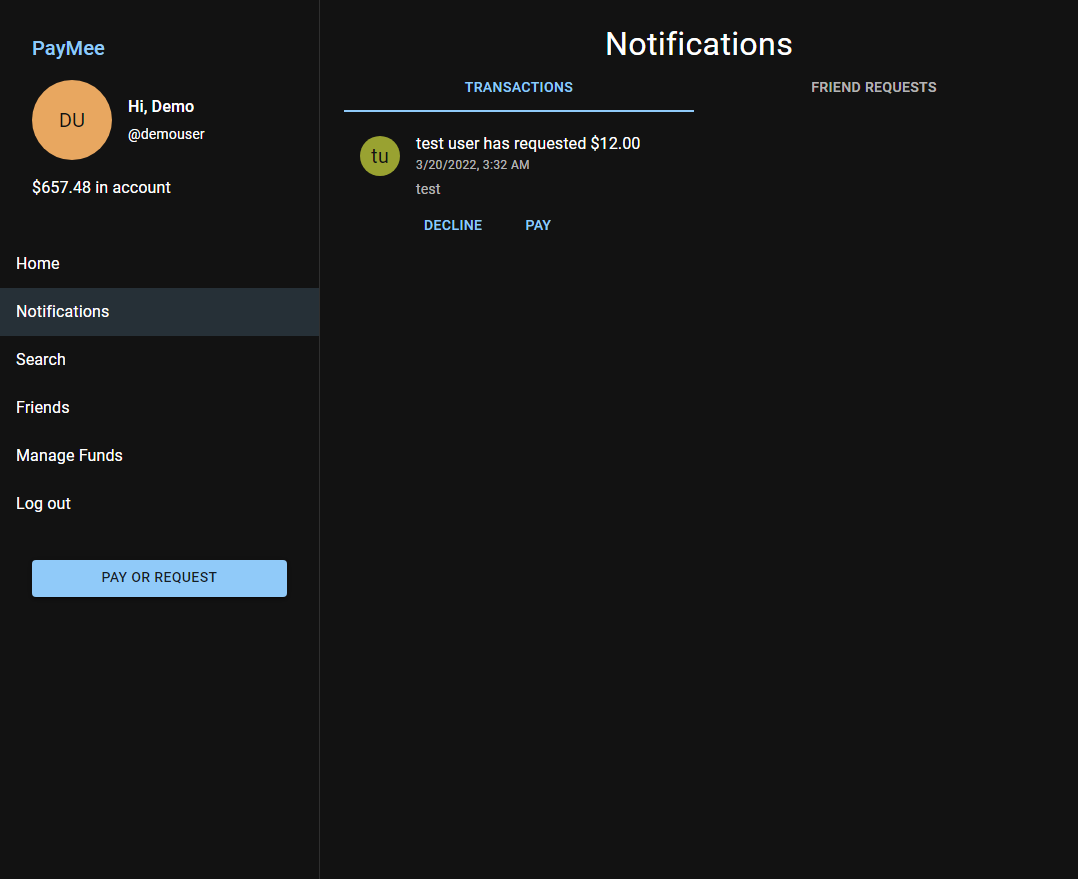 PayMee
DU
Hi, Demo
@demouser
$657.48 in account
Home
Notifications
Search
Friends
Manage Funds
Log out
PAY OR REQUEST
Notifications
TRANSACTIONS
FRIEND REQUESTS
tu
test user has requested $12.00
3/20/2022, 3:32 AM
test
DECLINE
PAY